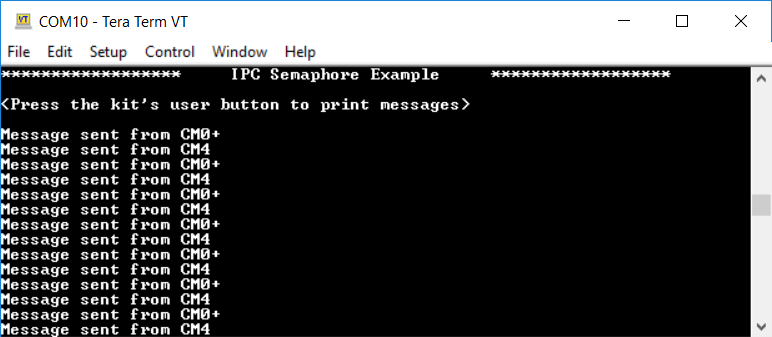 COM10 - Tera Term VT
File Edit Setup Control Window Help
****************** IPC Semaphore Example ******************
<Press the kit's user button to print messages>
Message sent from CM0+
Message sent from CM4
Message sent from CM0+
Message sent from CM4
Message sent from CM0+
Message sent from CM4
Message sent from CM0+
Message sent from CM4
Message sent from CM0+
Message sent from CM4
Message sent from CM0+
Message sent from CM4
Message sent from CM0+
Message sent from CM4